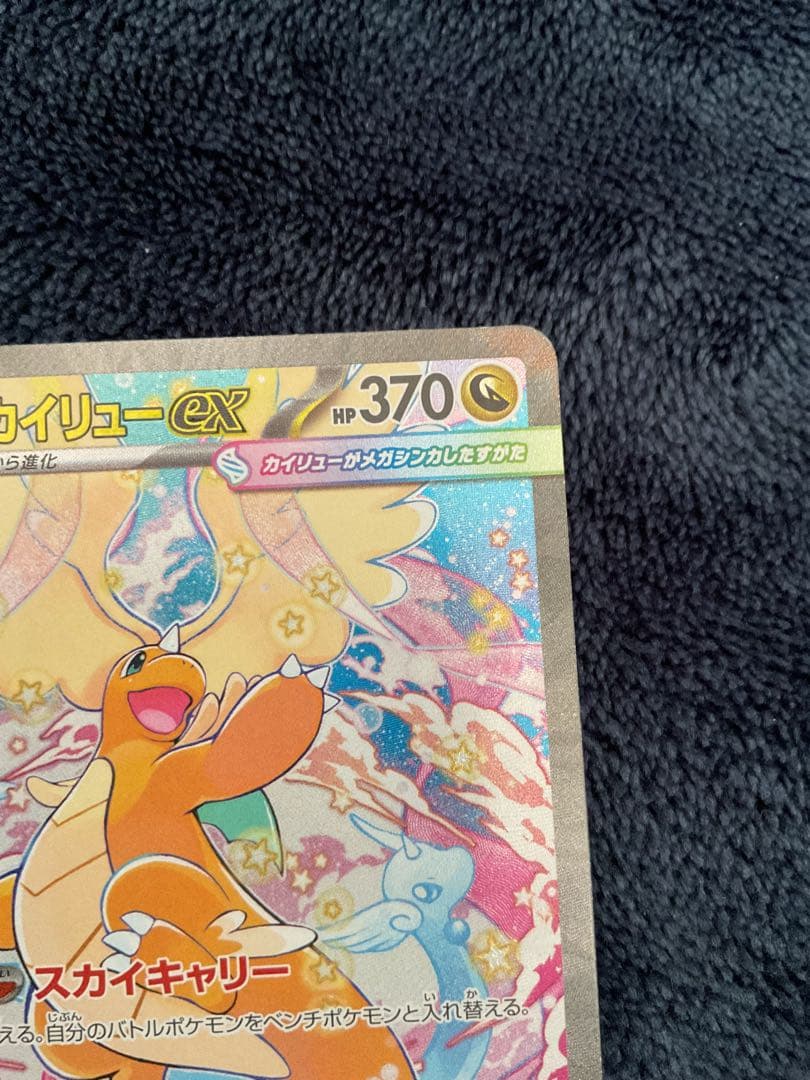 カイリューex HP370
ら進化 カイリューがメガシンカしたすがた
スカイキャリー
える。自分のバトルポケモンをベンチポケモンと入れ替える。